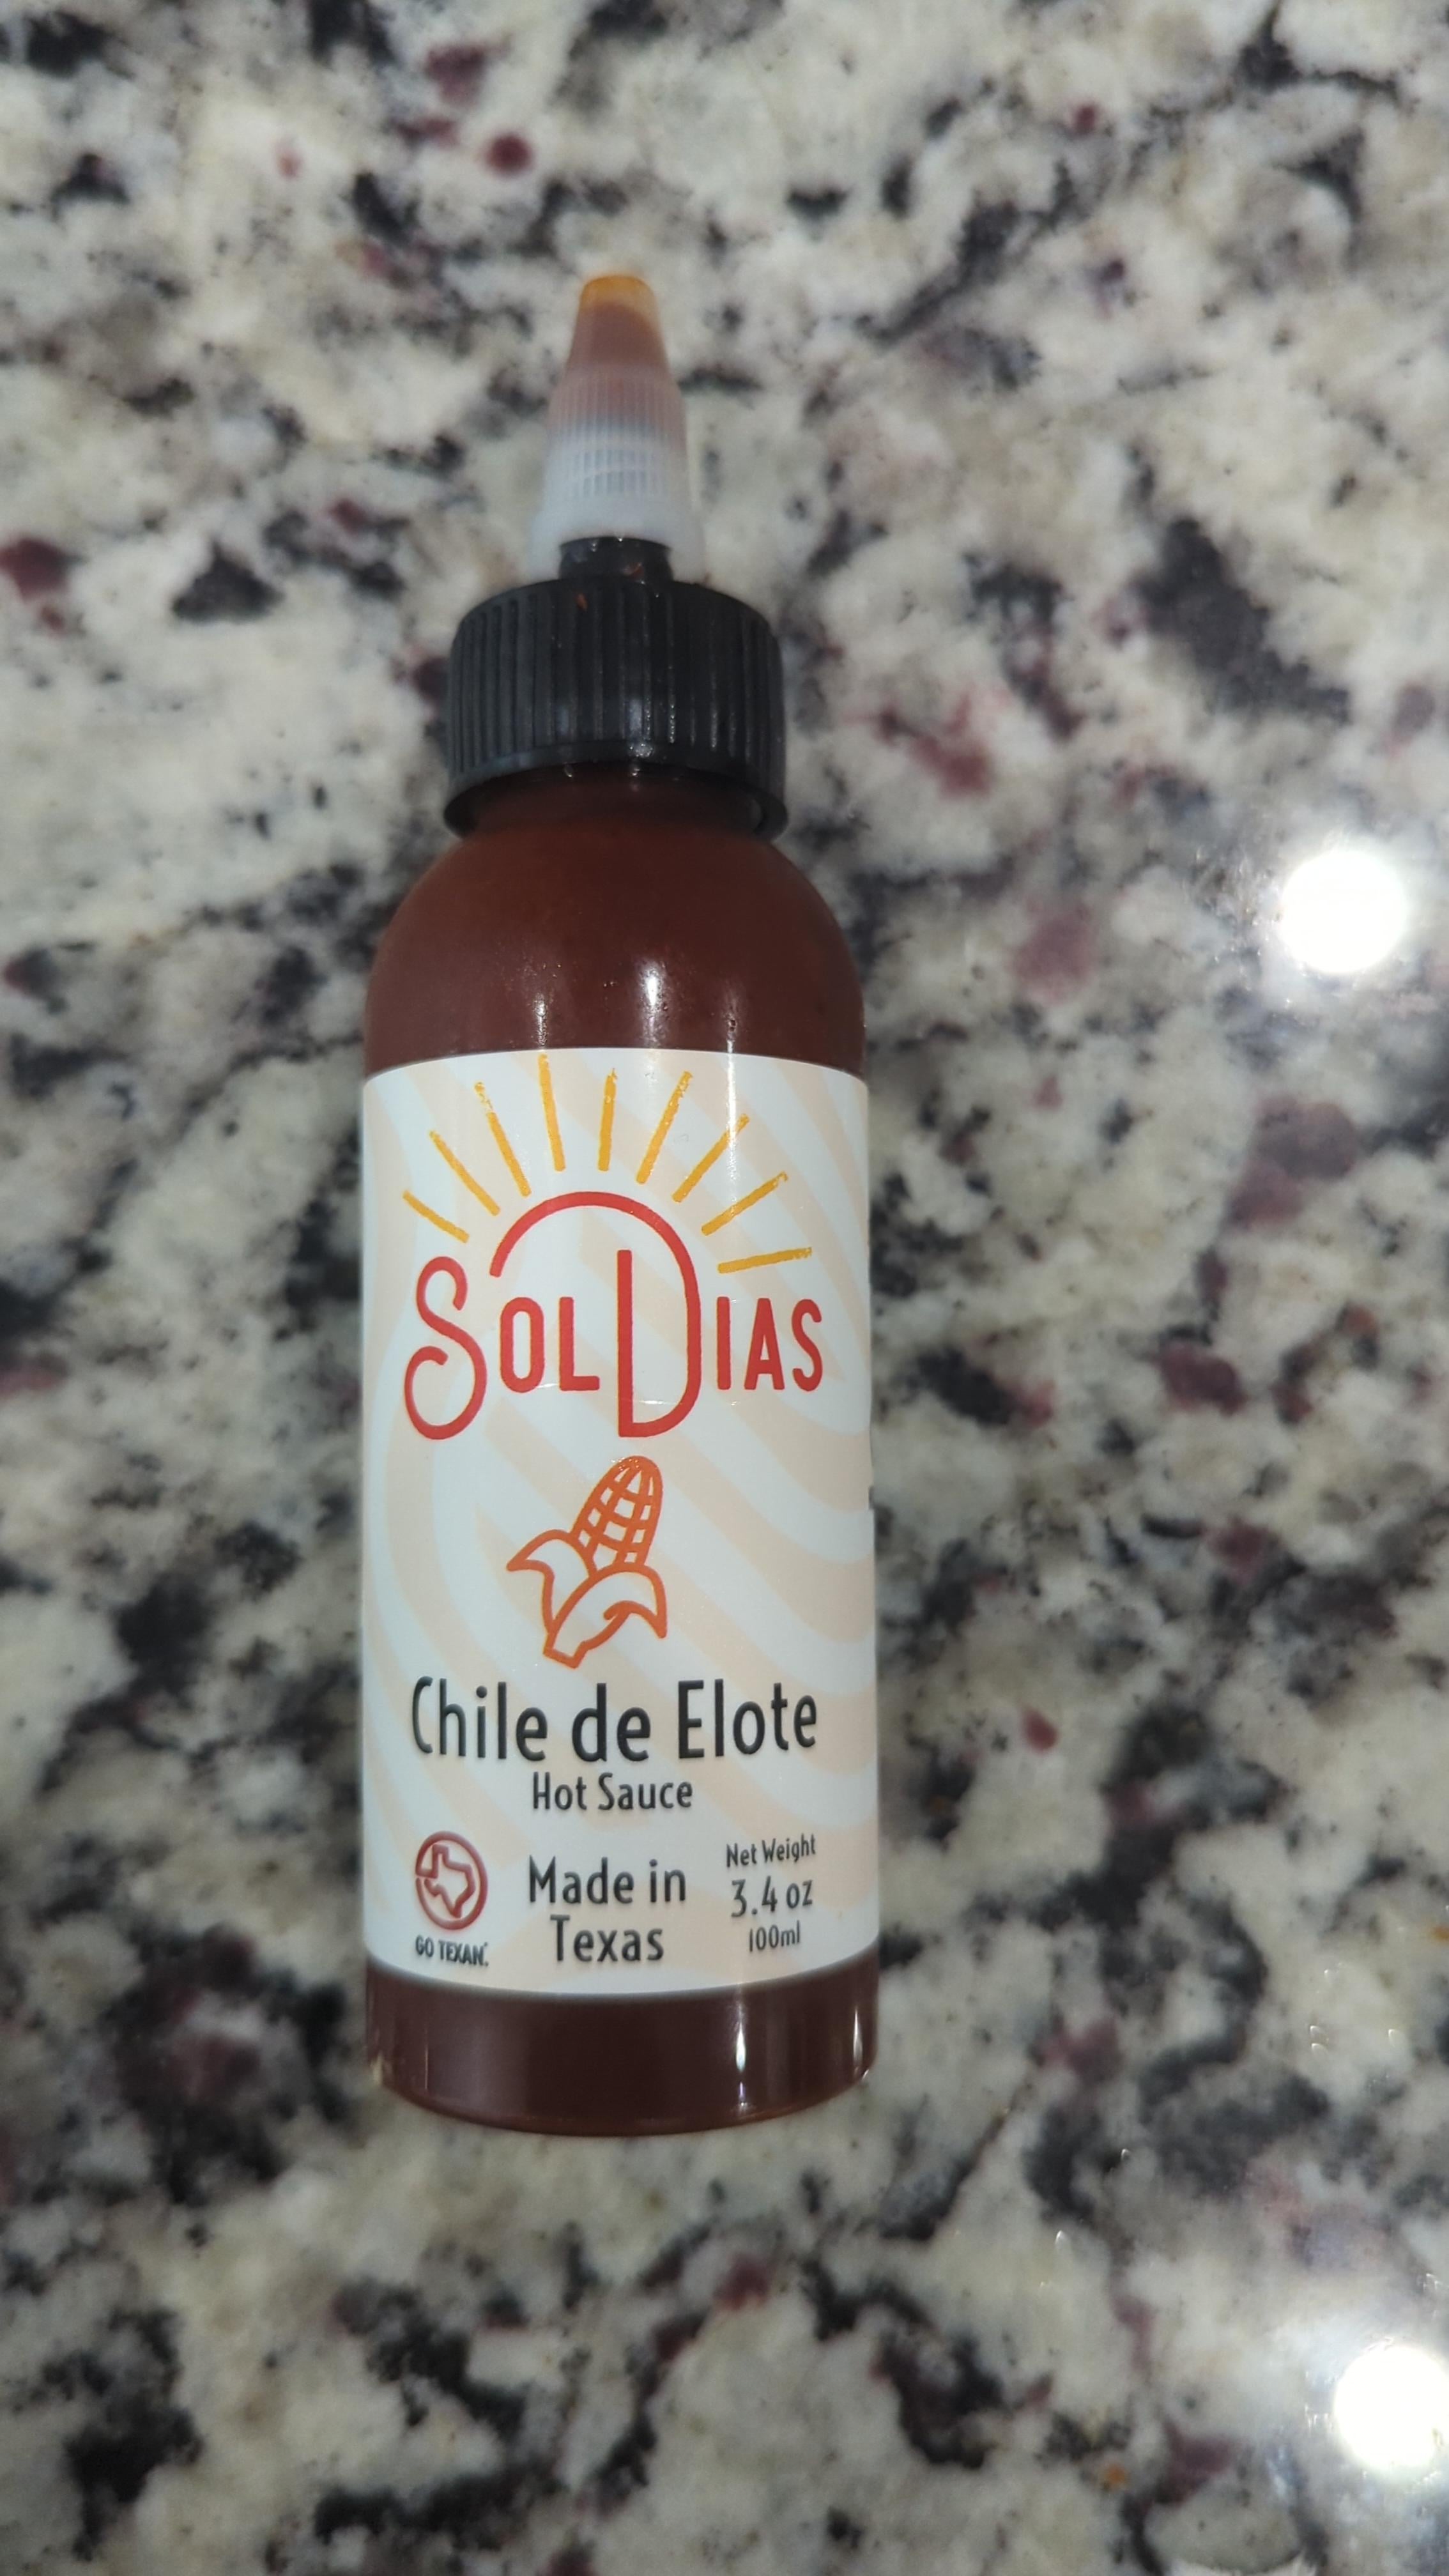 SOLDIAS
Chile de Elote
Hot Sauce
GO TEXAN.
Made in
Texas
Net Weight
3.4 oz
100ml